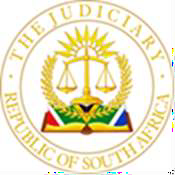 THE JUDICIARY
REPUBLIC OF SOUTH AFRICA